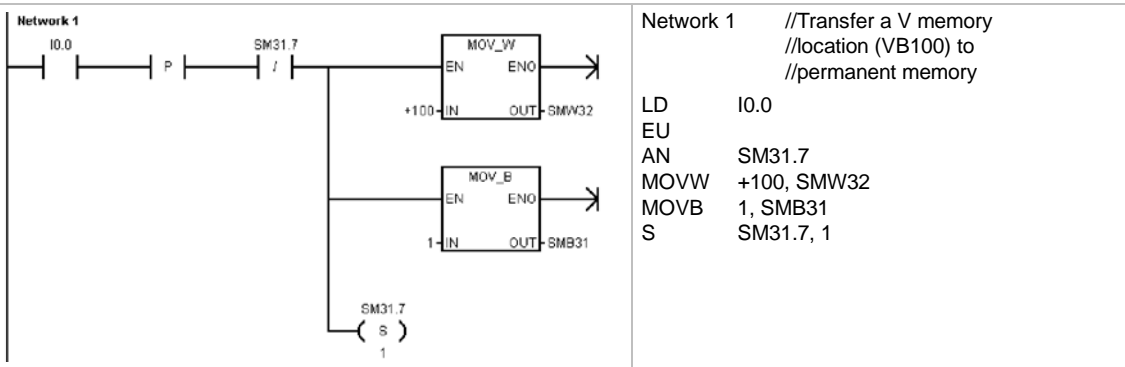 Network 1
I0.0
P
SM31.7
/
MOV_W
EN ENO
+100 IN OUT SMW32
MOV_B
EN ENO
1 IN OUT SMB31
SM31.7
S
1
Network 1 //Transfer a V memory
//location (VB100) to
//permanent memory
LD I0.0
EU
AN SM31.7
MOVW +100, SMW32
MOVB 1, SMB31
S SM31.7, 1